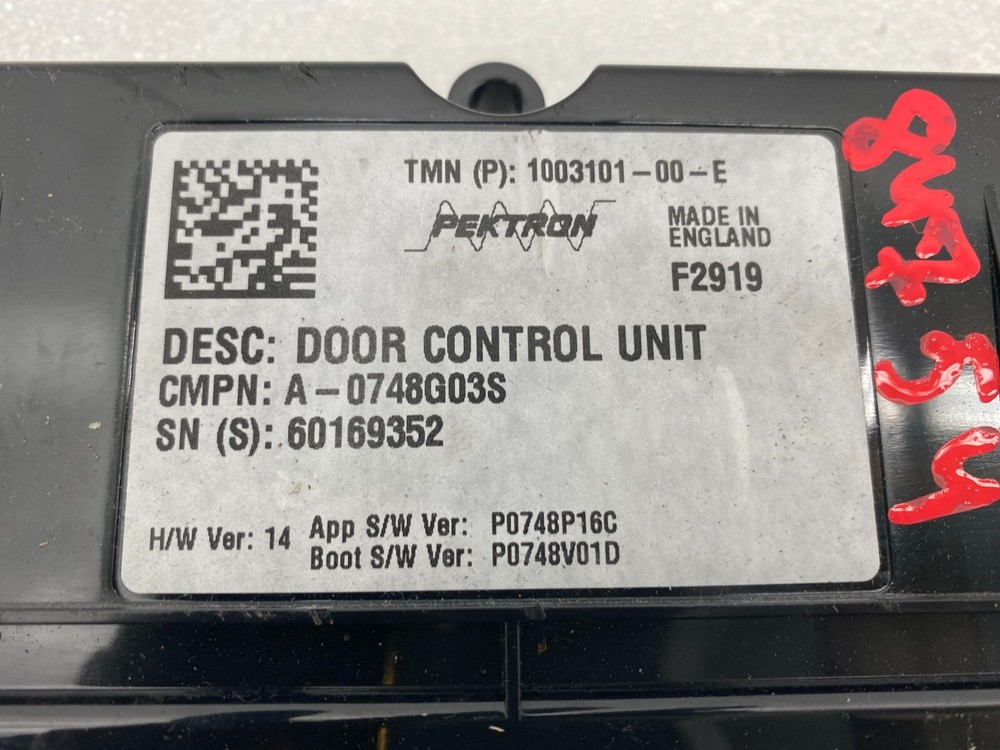 TMN (P): 1003101-00-E
PEKTRON
MADE IN
ENGLAND
F2919
DESC: DOOR CONTROL UNIT
CMPN: A-0748G03S
SN (S): 60169352
H/W Ver: 14
App S/W Ver: P0748P16C
Boot S/W Ver: P0748V01D